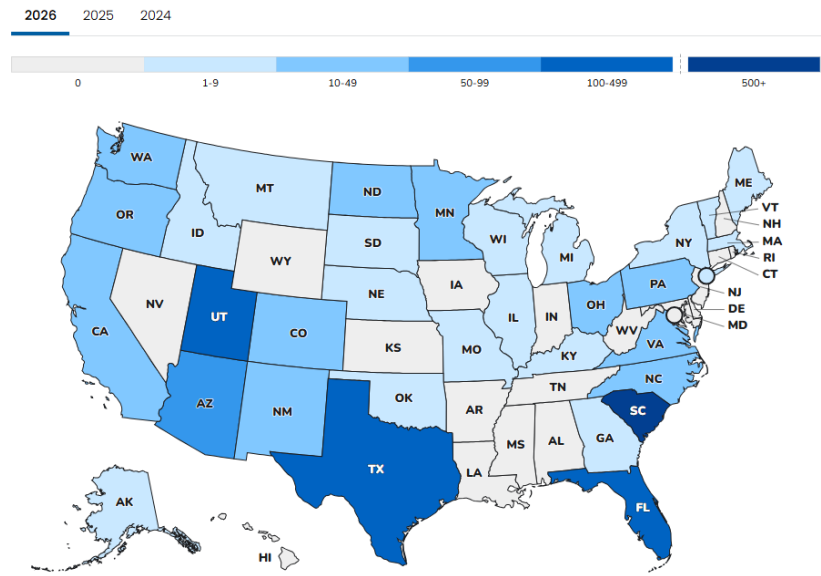 2026 2025 2024
0 1-9 10-49 50-99 100-499 500+
WA MT ND MN ME
VT
OR ID SD WI MI NY NH
MA
WY NE IA PA RI
CT
NV UT CO IL IN OH NJ
DE
CA KS MO KY WV VA MD
AZ NM OK TN NC
AR SC
TX LA MS AL GA
AK FL
HI